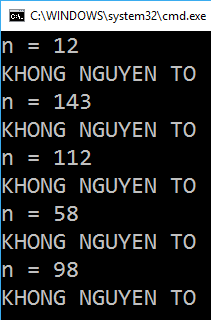 C:\WINDOWS\system32\cmd.exe
n = 12
KHONG NGUYEN TO
n = 143
KHONG NGUYEN TO
n = 112
KHONG NGUYEN TO
n = 58
KHONG NGUYEN TO
n = 98
KHONG NGUYEN TO